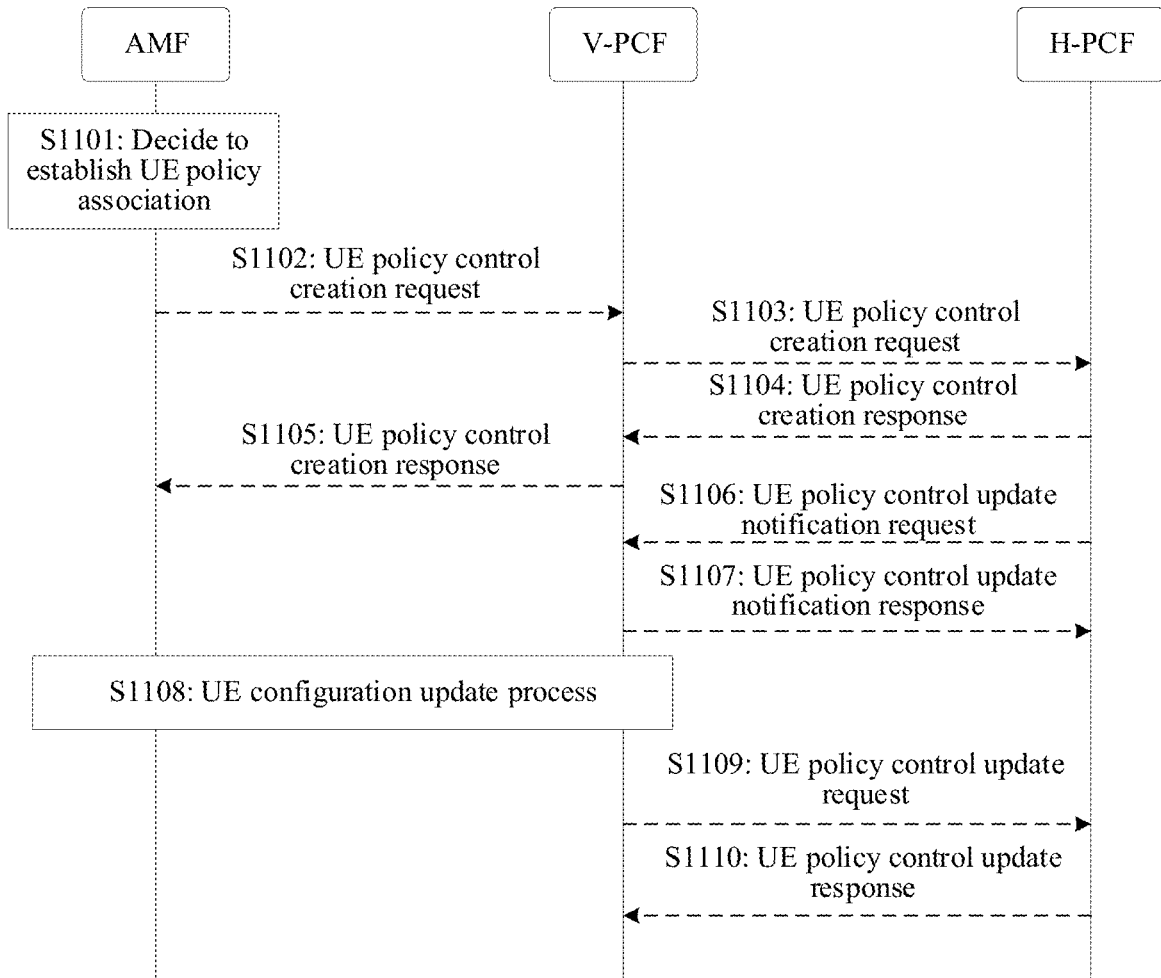 AMF
V-PCF
H-PCF
S1101: Decide to
establish UE policy
association
S1102: UE policy control
creation request
S1103: UE policy control
creation request
S1104: UE policy control
creation response
S1105: UE policy control
creation response
S1106: UE policy control update
notification request
S1107: UE policy control update
notification response
S1108: UE configuration update process
S1109: UE policy control update
request
S1110: UE policy control update
response